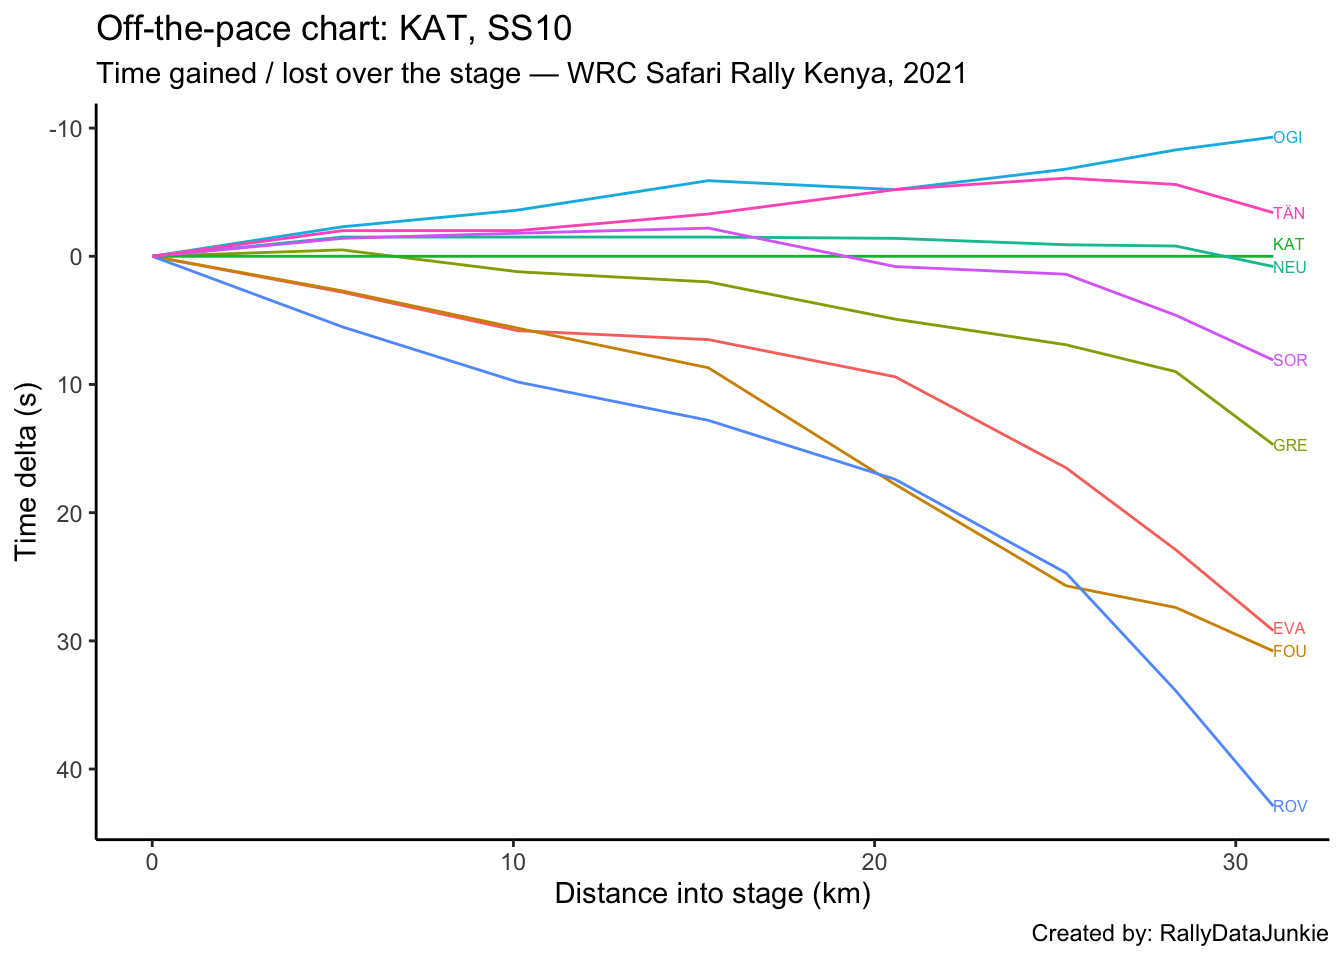 Off-the-pace chart: KAT, SS10
Time gained / lost over the stage — WRC Safari Rally Kenya, 2021
-10
0
10
20
30
40
Time delta (s)
OGI
TÄN
KAT
NEU
SOR
GRE
EVA
FOU
ROV
0 10 20 30
Distance into stage (km)
Created by: RallyDataJunkie